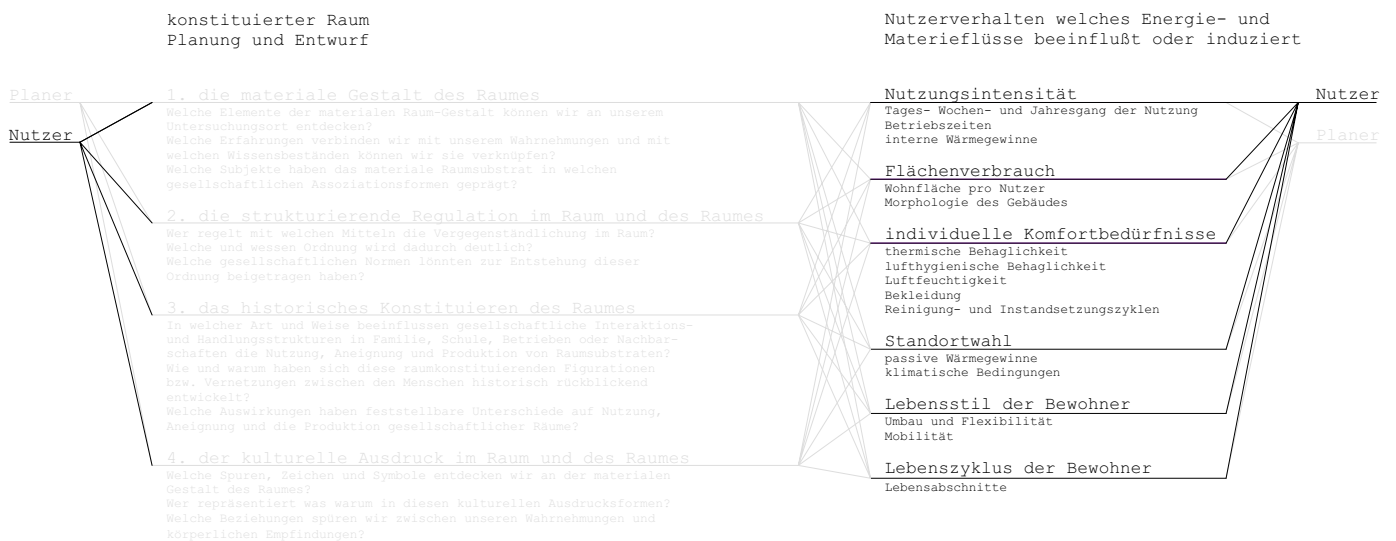 konstituierter Raum
Planung und Entwurf
Nutzerverhalten welches Energie- und
Materieflüsse beeinflußt oder induziert
Planer
Nutzer
1. die materiale Gestalt des Raumes
Welche Elemente der materialen Raum-Gestalt können wir an unserem
Untersuchungsort entdecken?
Welche Erfahrungen verbinden wir mit unserem Wahrnehmungen und mit
welchen Wissensbeständen können wir sie verknüpfen?
Welche Subjekte haben das materiale Raumsubstrat in welchen
gesellschaftlichen Assoziationsformen geprägt?
2. die strukturierende Regulation im Raum und des Raumes
Wer regelt mit welchen Mitteln die Vergegenständlichung im Raum?
Welche und wessen Ordnung wird dadurch deutlich?
Welche gesellschaftlichen Normen lönnten zur Entstehung dieser
Ordnung beigetragen haben?
3. das historisches Konstituieren des Raumes
In welcher Art und Weise beeinflussen gesellschaftliche Interaktions-
und Handlungsstrukturen in Familie, Schule, Betrieben oder Nachbar-
schaften die Nutzung, Aneignung und Produktion von Raumsubstraten?
Wie und warum haben sich diese raumkonstituierenden Figurationen
bzw. Vernetzungen zwischen den Menschen historisch rückblickend
entwickelt?
Welche Auswirkungen haben feststellbare Unterschiede auf Nutzung,
Aneignung und die Produktion gesellschaftlicher Räume?
4. der kulturelle Ausdruck im Raum und des Raumes
Welche Spuren, Zeichen und Symbole entdecken wir an der materialen
Gestalt des Raumes?
Wer repräsentiert was warum in diesen kulturellen Ausdrucksformen?
Welche Beziehungen spüren wir zwischen unseren Wahrnehmungen und
körperlichen Empfindungen?
Nutzungsintensität
Tages- Wochen- und Jahresgang der Nutzung
Betriebszeiten
interne Wärmegewinne
Flächenverbrauch
Wohnfläche pro Nutzer
Morphologie des Gebäudes
individuelle Komfortbedürfnisse
thermische Behaglichkeit
lufthygienische Behaglichkeit
Luftfeuchtigkeit
Bekleidung
Reinigung- und Instandsetzungszyklen
Standortwahl
passive Wärmegewinne
klimatische Bedingungen
Lebensstil der Bewohner
Umbau und Flexibilität
Mobilität
Lebenszyklus der Bewohner
Lebensabschnitte
Nutzer
Planer